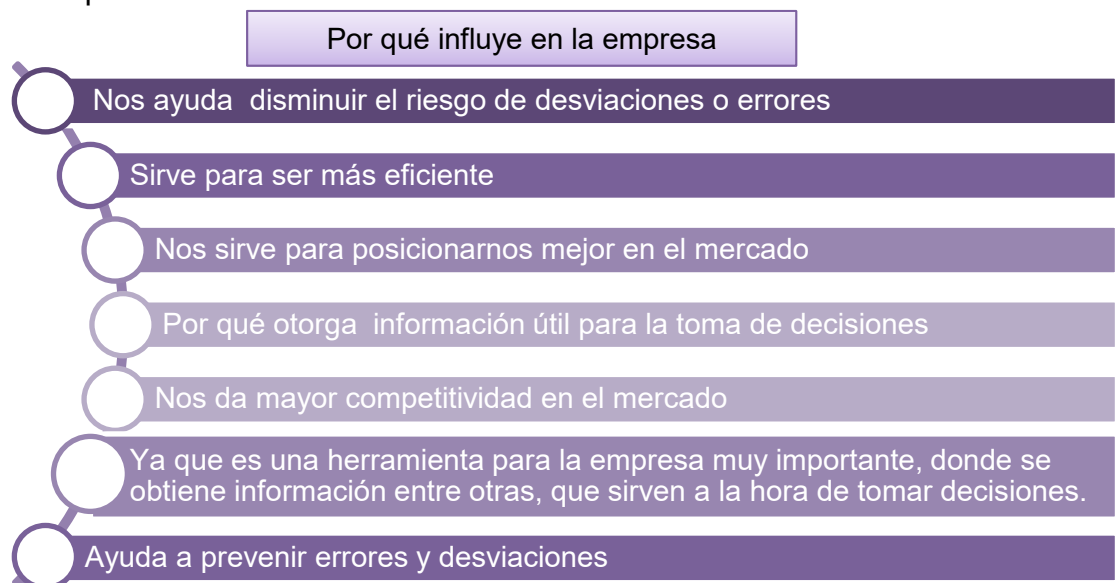 Por qué influye en la empresa
Nos ayuda  disminuir el riesgo de desviaciones o errores
Sirve para ser más eficiente
Nos sirve para posicionarnos mejor en el mercado
Por qué otorga  información útil para la toma de decisiones
Nos da mayor competitividad en el mercado
Ya que es una herramienta para la empresa muy importante, donde se
obtiene información entre otras, que sirven a la hora de tomar decisiones.
Ayuda a prevenir errores y desviaciones